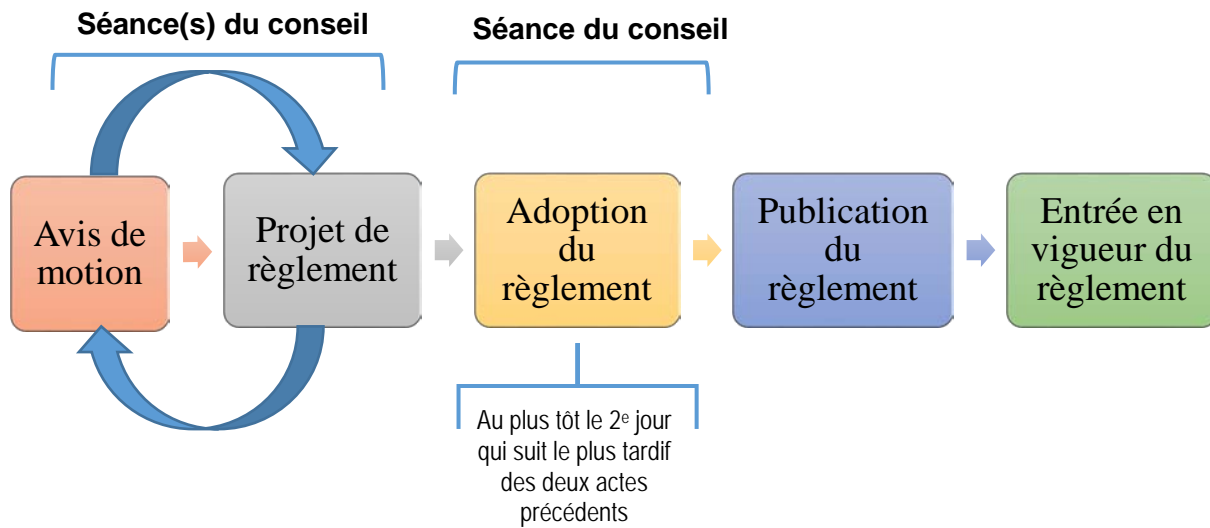 Séance(s) du conseil
Séance du conseil
Avis de
motion
Projet de
règlement
Adoption
du
règlement
Publication
du
règlement
Entrée en
vigueur du
règlement
Au plus tôt le 2e jour
qui suit le plus tardif
des deux actes
précédents